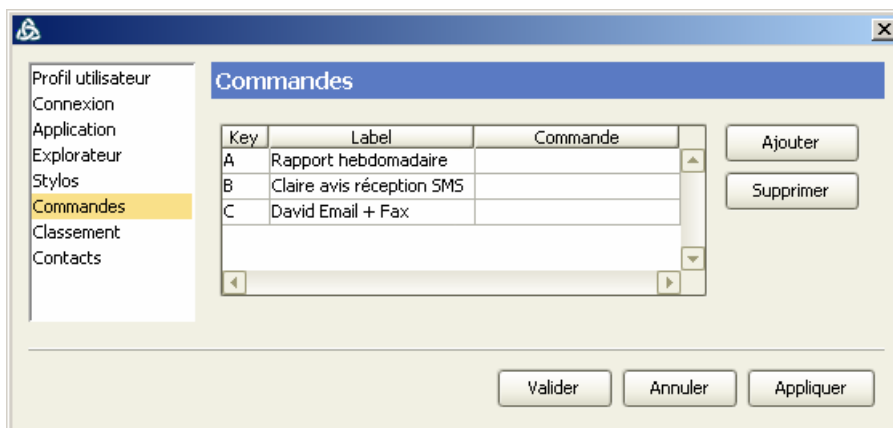 Profil utilisateur
Connexion
Application
Explorateur
Stylos
Commandes
Classement
Contacts
Commandes
Key Label Commande
A Rapport hebdomadaire
B Claire avis réception SMS
C David Email + Fax
Ajouter
Supprimer
Valider Annuler Appliquer